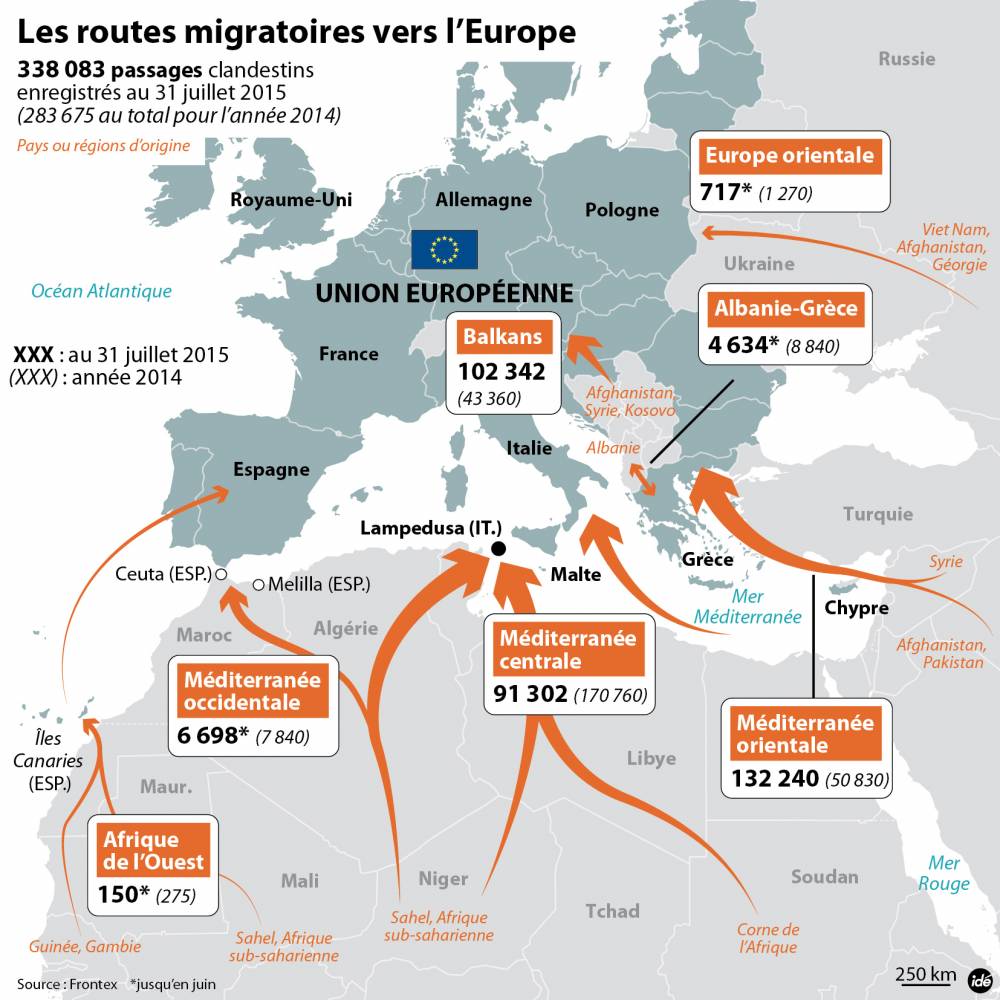 Les routes migratoires vers l'Europe
338 083 passages clandestins
enregistrés au 31 juillet 2015
(283 675 au total pour l'année 2014)
Pays ou régions d'origine
Russie
Europe orientale
717* (1 270)
Royaume-Uni
Allemagne
Pologne
Viet Nam,
Afghanistan,
Géorgie
Ukraine
Océan Atlantique
UNION EUROPÉENNE
Albanie-Grèce
4 634* (8 840)
Balkans
102 342
(43 360)
XXX : au 31 juillet 2015
(XXX) : année 2014
France
Afghanistan,
Syrie, Kosovo
Italie
Albanie
Espagne
Turquie
Lampedusa (IT.)
Grèce
Syrie
Ceuta (ESP.)
Melilla (ESP.)
Malte
Mer
Méditerranée
Chypre
Maroc
Algérie
Afghanistan,
Pakistan
Méditerranée
centrale
91 302 (170 760)
Méditerranée
occidentale
6 698* (7 840)
Méditerranée
orientale
132 240 (50 830)
Îles
Canaries
(ESP.)
Libye
Maur.
Afrique
de l'Ouest
150* (275)
Mali
Niger
Tchad
Soudan
Mer
Rouge
Guinée, Gambie
Sahel, Afrique
sub-saharienne
Sahel, Afrique
sub-saharienne
Corne de
l'Afrique
Source : Frontex *jusqu'en juin
250 km
idé